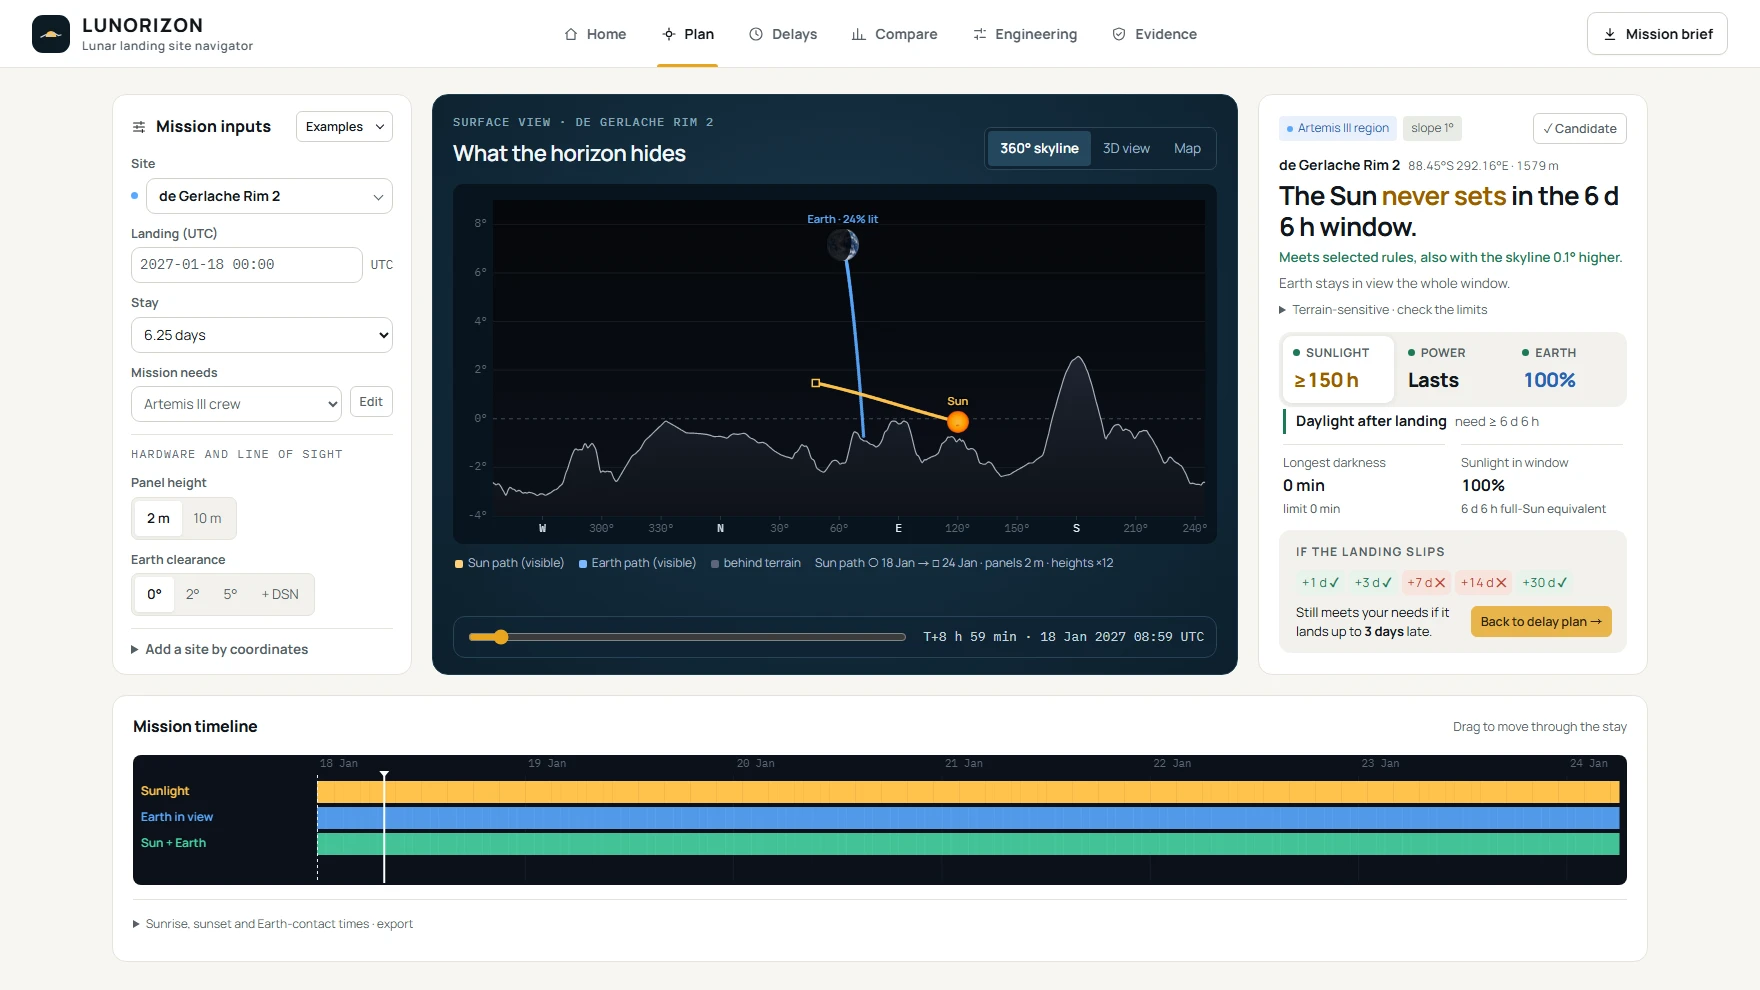 LUNORIZON
Lunar landing site navigator
Home
Plan
Delays
Compare
Engineering
Evidence
Mission brief
Mission inputs
Examples
Site
de Gerlache Rim 2
Landing (UTC)
2027-01-18 00:00
UTC
Stay
6.25 days
Mission needs
Artemis III crew
Edit
HARDWARE AND LINE OF SIGHT
Panel height
2 m
10 m
Earth clearance
0°
2°
5°
+ DSN
Add a site by coordinates
SURFACE VIEW · DE GERLACHE RIM 2
What the horizon hides
360° skyline
3D view
Map
Earth · 24% lit
8°
6°
4°
2°
Sun
0°
-2°
-4°
W
300°
330°
N
30°
60°
E
120°
150°
S
210°
240°
Sun path (visible)
Earth path (visible)
behind terrain
Sun path ○ 18 Jan → □ 24 Jan · panels 2 m · heights ×12
T+8 h 59 min · 18 Jan 2027 08:59 UTC
Artemis III region
slope 1°
✓ Candidate
de Gerlache Rim 2 88.45°S 292.16°E · 1579 m
The Sun never sets in the 6 d
6 h window.
Meets selected rules, also with the skyline 0.1° higher.
Earth stays in view the whole window.
Terrain-sensitive · check the limits
SUNLIGHT
≥150 h
POWER
Lasts
EARTH
100%
Daylight after landing need ≥ 6 d 6 h
Longest darkness
0 min
limit 0 min
Sunlight in window
100%
6 d 6 h full-Sun equivalent
IF THE LANDING SLIPS
+1 d ✓
+3 d ✓
+7 d ✕
+14 d ✕
+30 d ✓
Still meets your needs if it
lands up to 3 days late.
Back to delay plan →
Mission timeline
Drag to move through the stay
18 Jan
19 Jan
20 Jan
21 Jan
22 Jan
23 Jan
24 Jan
Sunlight
Earth in view
Sun + Earth
Sunrise, sunset and Earth-contact times · export